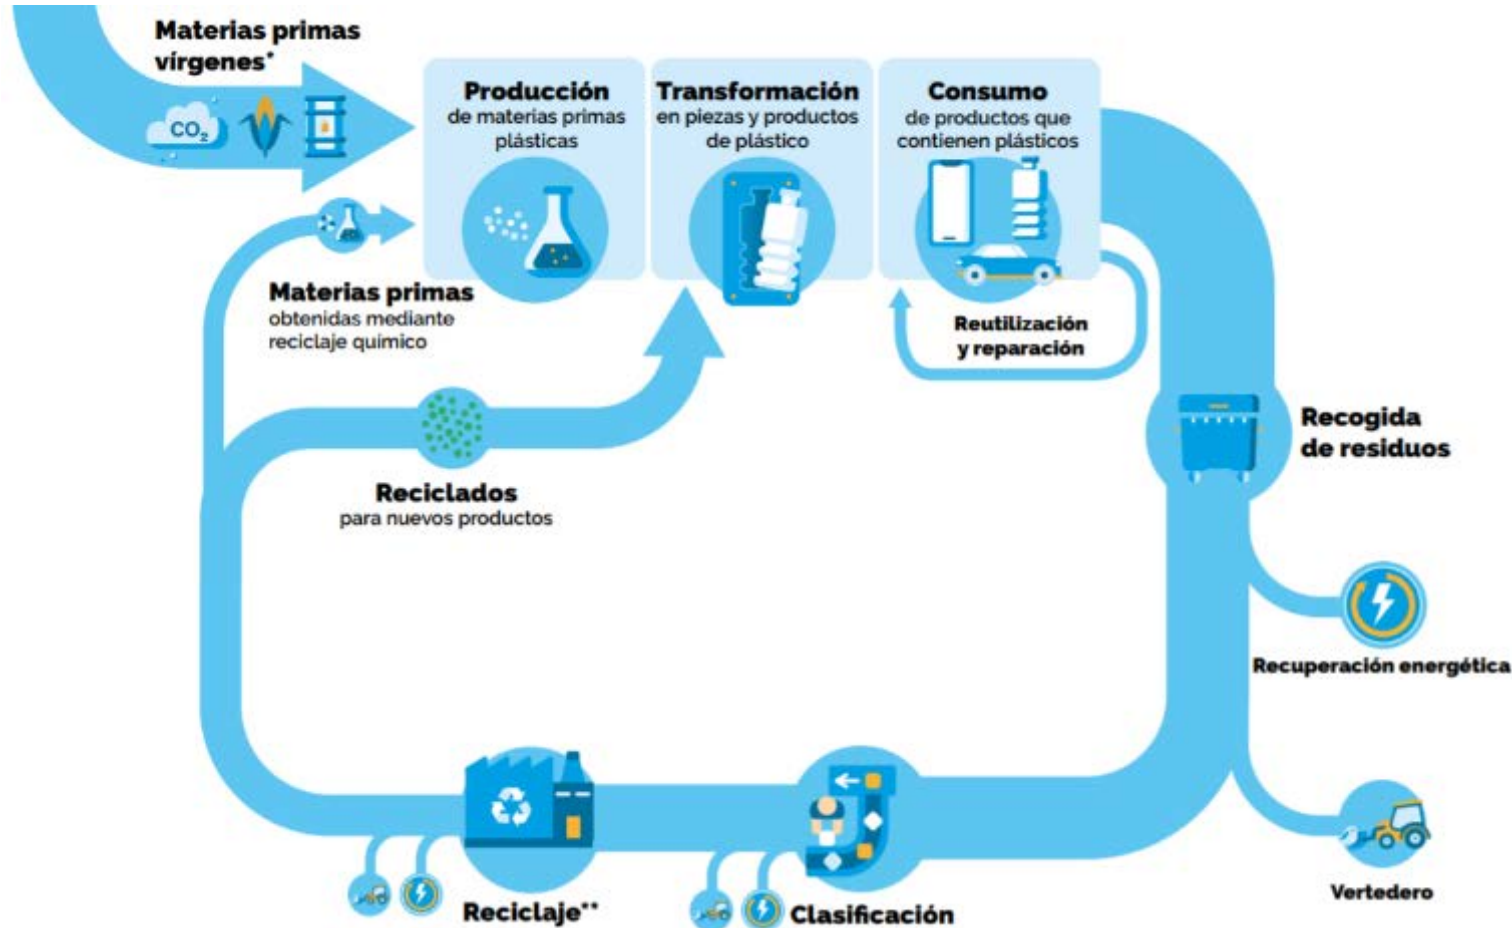 Materias primas
vírgenes*
CO₂
Producción
de materias primas
plásticas
Transformación
en piezas y productos
de plástico
Consumo
de productos que
contienen plásticos
Materias primas
obtenidas mediante
reciclaje químico
Reutilización
y reparación
Recogida
de residuos
Reciclados
para nuevos productos
Recuperación energética
Vertedero
Reciclaje**
Clasificación